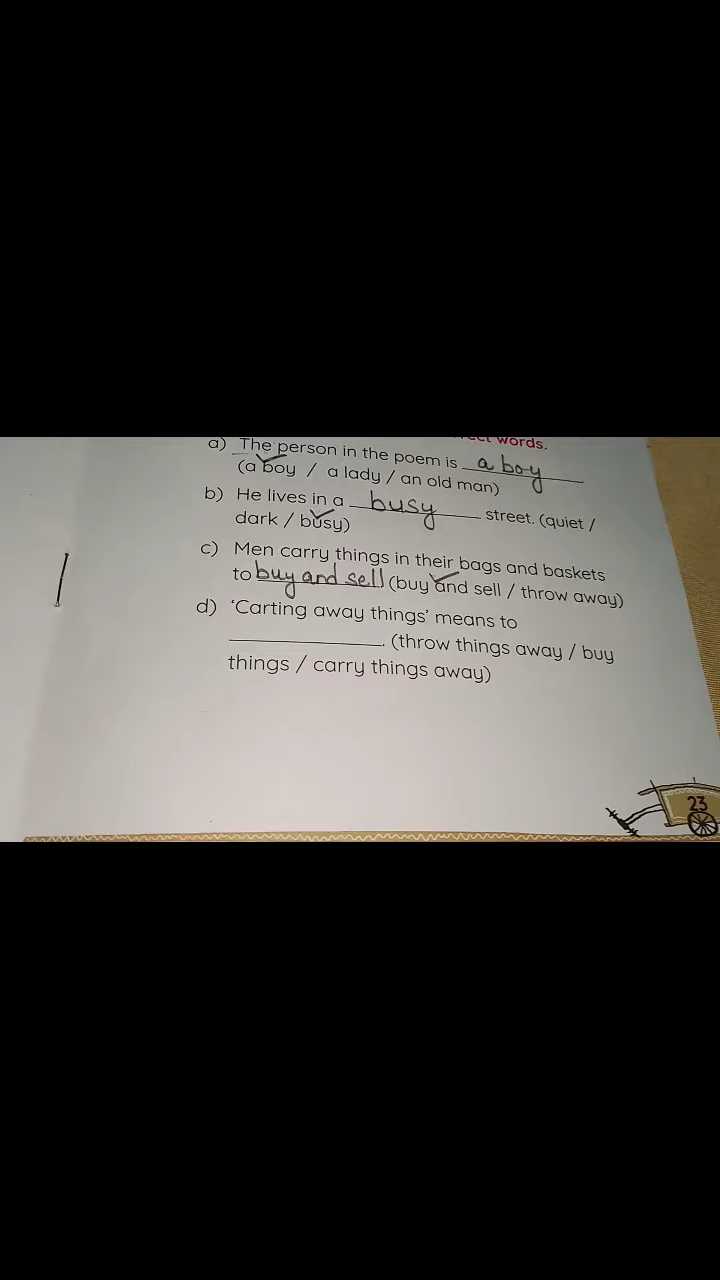 ct words.
a) The person in the poem is a boy
(a boy / a lady / an old man)
b) He lives in a busy street. (quiet /
dark / busy)
c) Men carry things in their bags and baskets
to buy and sell (buy and sell / throw away)
d) ‘Carting away things’ means to
____________. (throw things away / buy
things / carry things away)
23